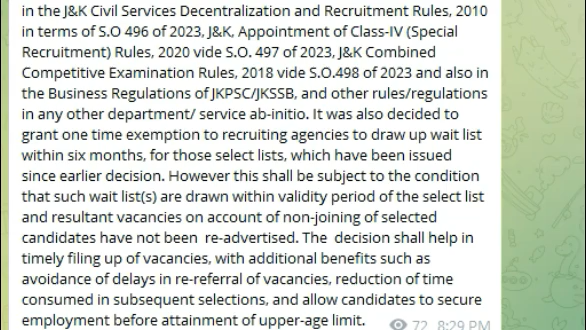 in the J&K Civil Services Decentralization and Recruitment Rules, 2010
in terms of S.O 496 of 2023, J&K, Appointment of Class-IV (Special
Recruitment) Rules, 2020 vide S.O. 497 of 2023, J&K Combined
Competitive Examination Rules, 2018 vide S.O.498 of 2023 and also in
the Business Regulations of JKPSC/JKSSB, and other rules/regulations
in any other department/ service ab-initio. It was also decided to
grant one time exemption to recruiting agencies to draw up wait list
within six months, for those select lists, which have been issued
since earlier decision. However this shall be subject to the condition
that such wait list(s) are drawn within validity period of the select list
and resultant vacancies on account of non-joining of selected
candidates have not been  re-advertised. The  decision shall help in
timely filing up of vacancies, with additional benefits such as
avoidance of delays in re-referral of vacancies, reduction of time
consumed in subsequent selections, and allow candidates to secure
employment before attainment of upper-age limit.
72 8:29 PM